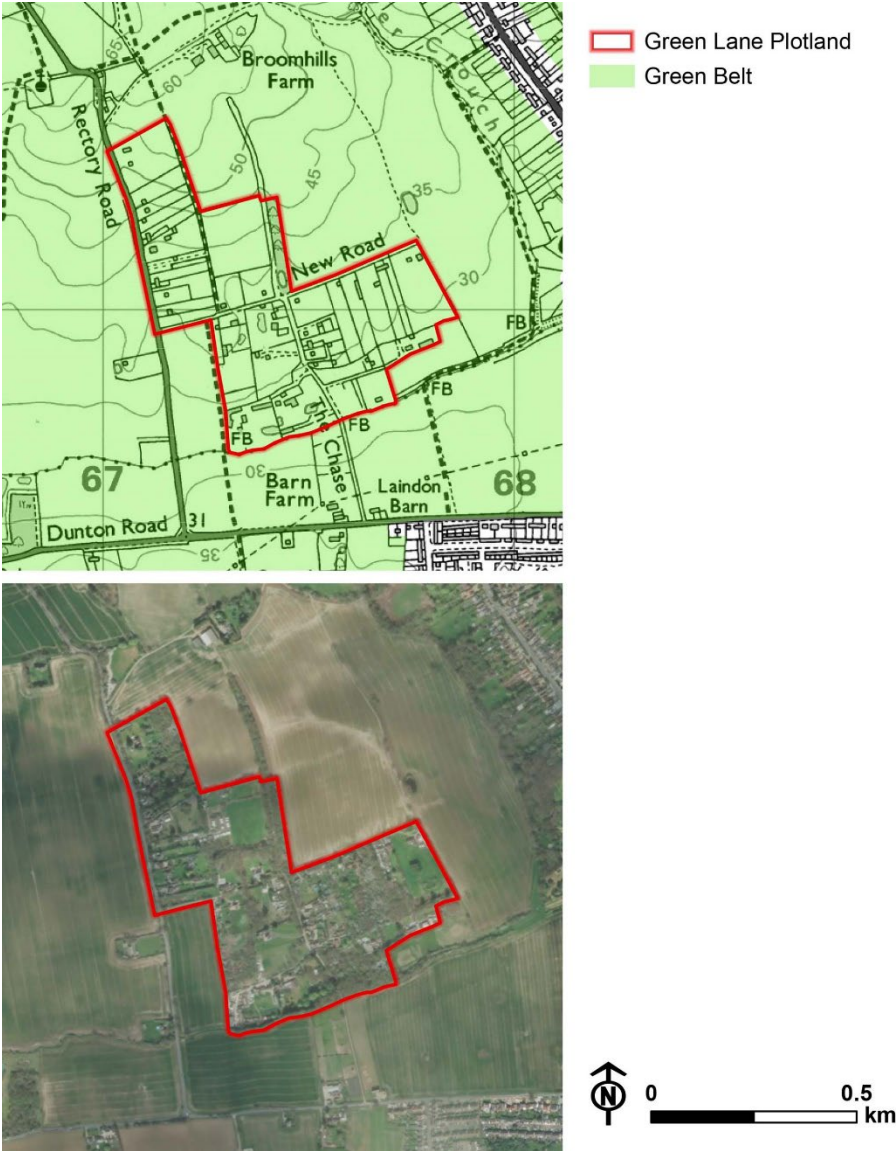 Green Lane Plotland
Green Belt
65
60
Broomhills
Farm
er Crouch
Rectory Road
50
45
35
New Road
30
FB
FB
FB
FB
The Chase
67
30
Barn
Farm
Laindon
Barn
68
Dunton Road
31
35
N
0
0.5
km